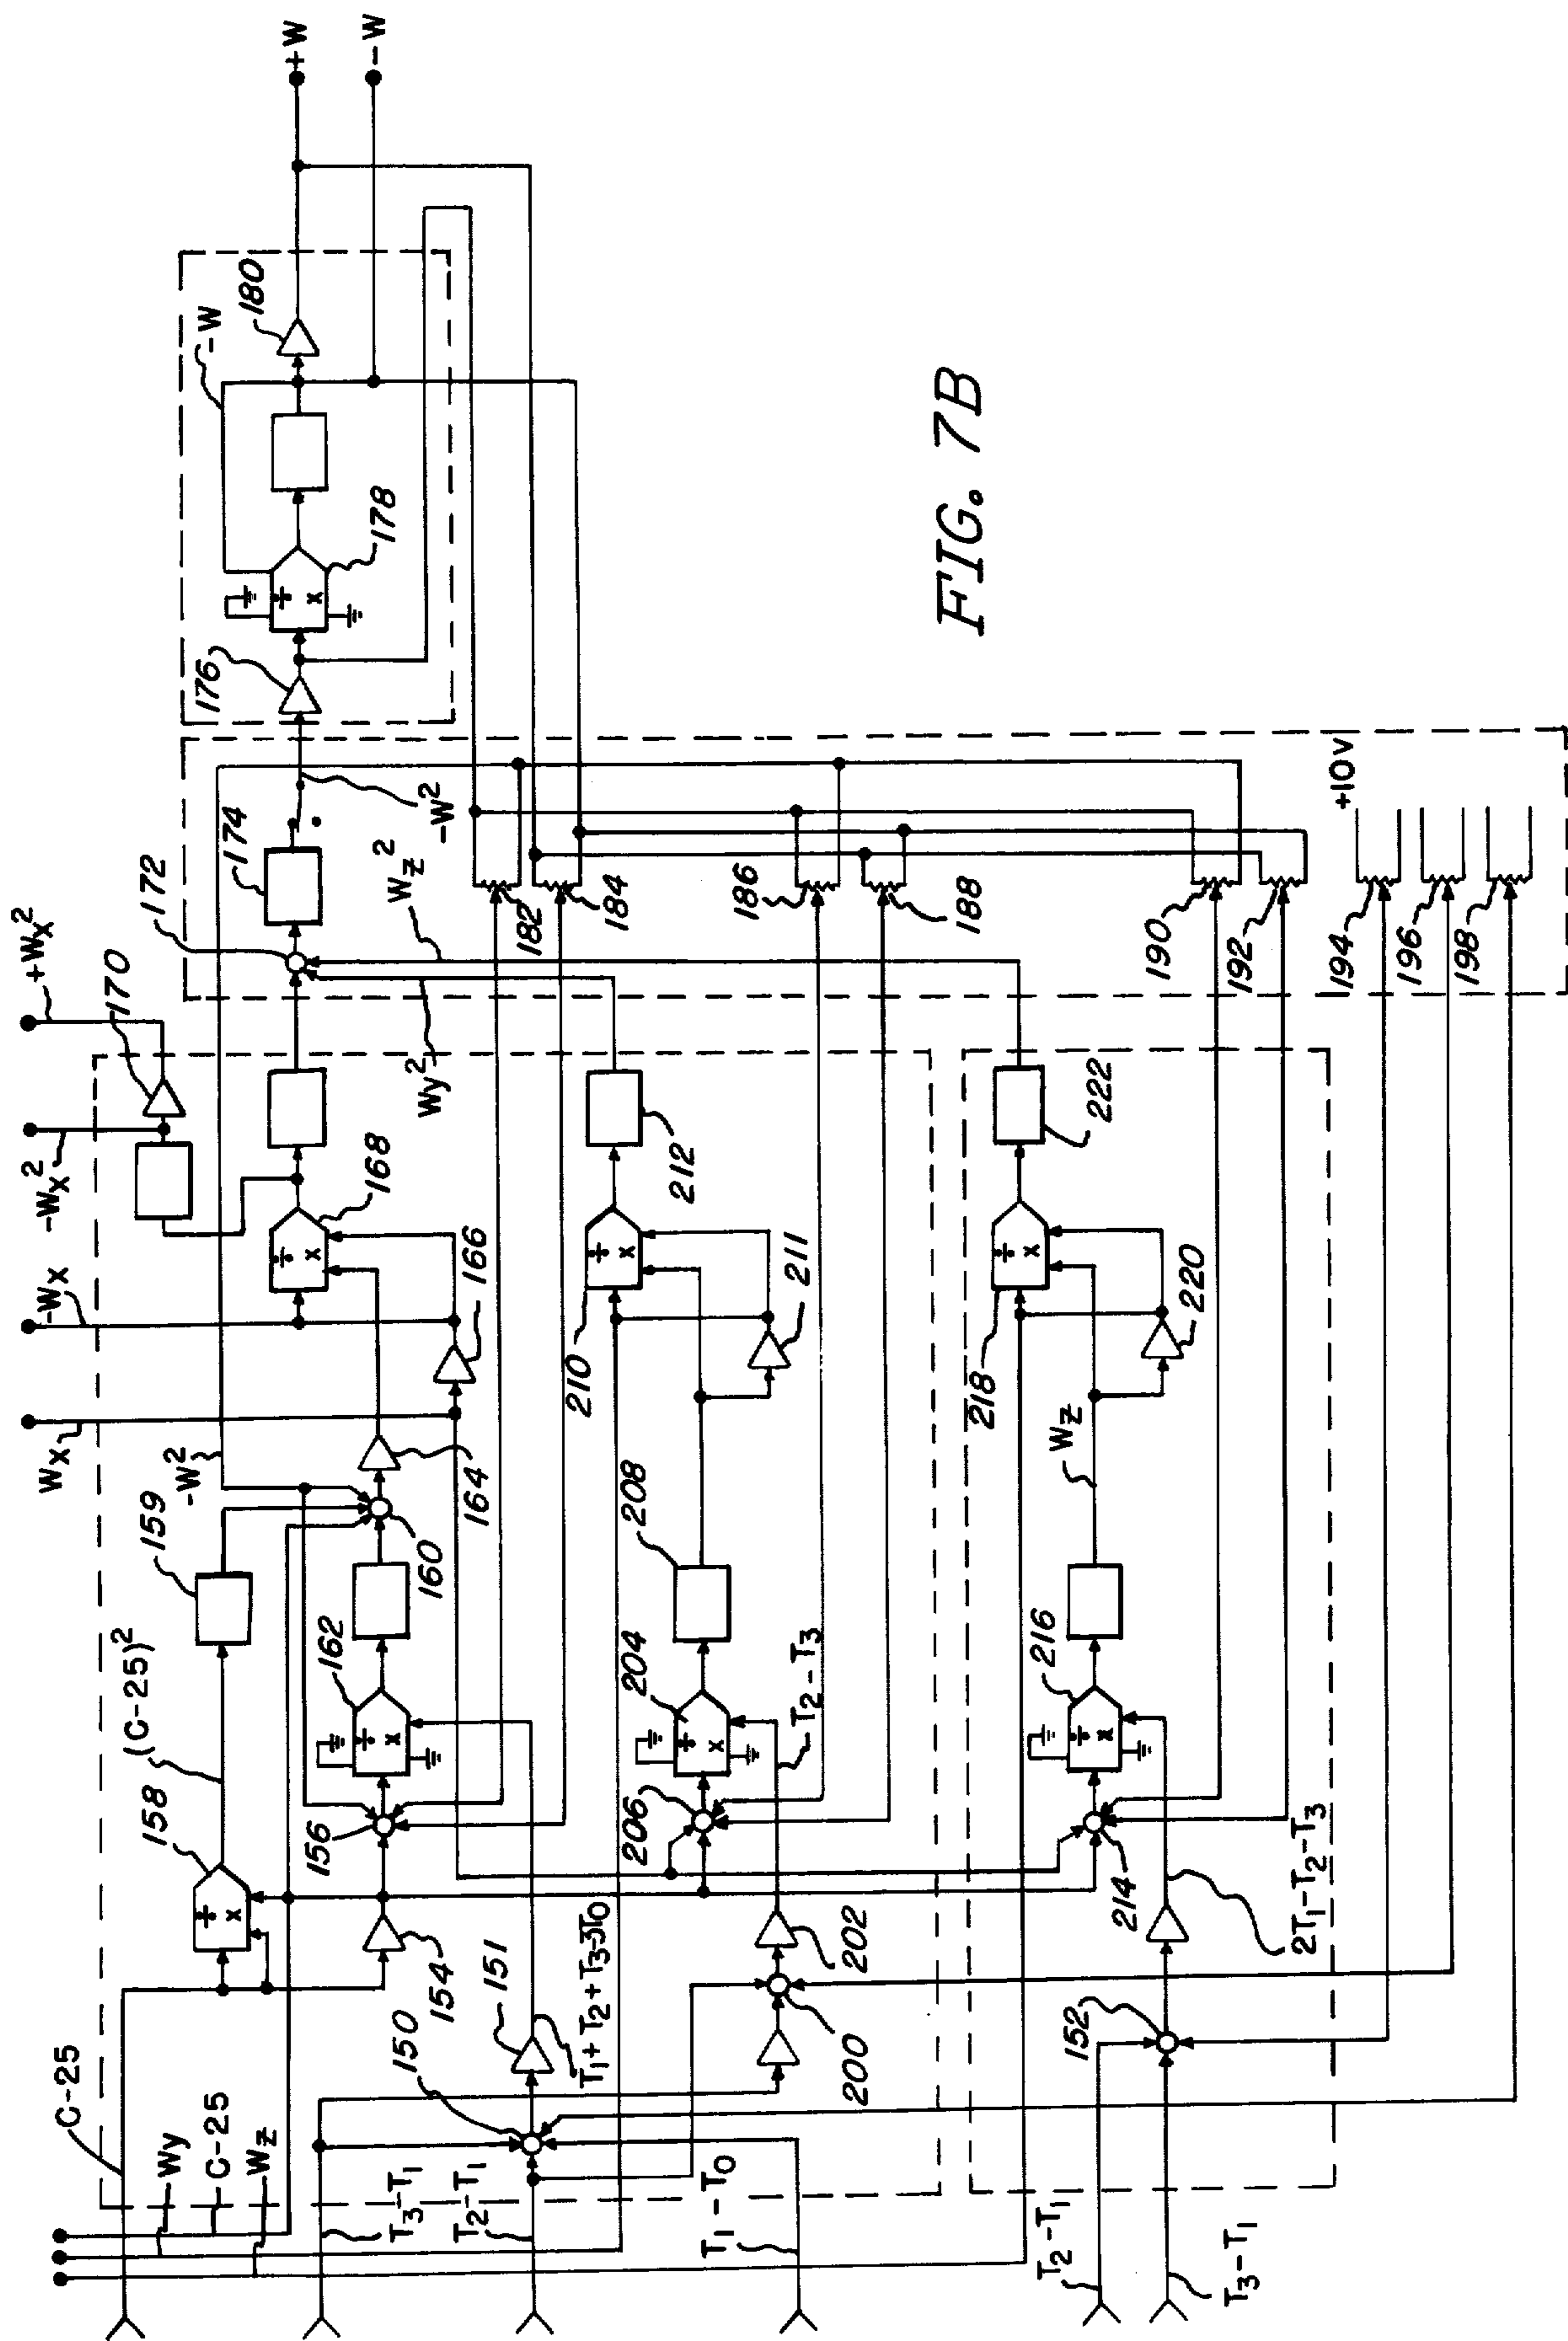 +W
-W
-W
180
178
176
+Wx²
170
172
174
-W²
Wz²
Wy²
182
184
186
188
190
192
194
196
198
+10V
FIG. 7B
-Wx²
168
-Wx
166
212
211
222
220
210
218
Wx
-W²
164
159
160
208
Wz
(C-25)²
162
204
T2-T3
216
158
156
206
214
2T1-T2-T3
154
151
T1+T2+T3-3T0
202
150
200
152
C-25
Wy
C-25
Wz
T3-T1
T2-T1
T1-T0
T2-T1
T3-T1
÷
x
÷
x
÷
x
÷
x
÷
x
÷
x
÷
x
÷
x